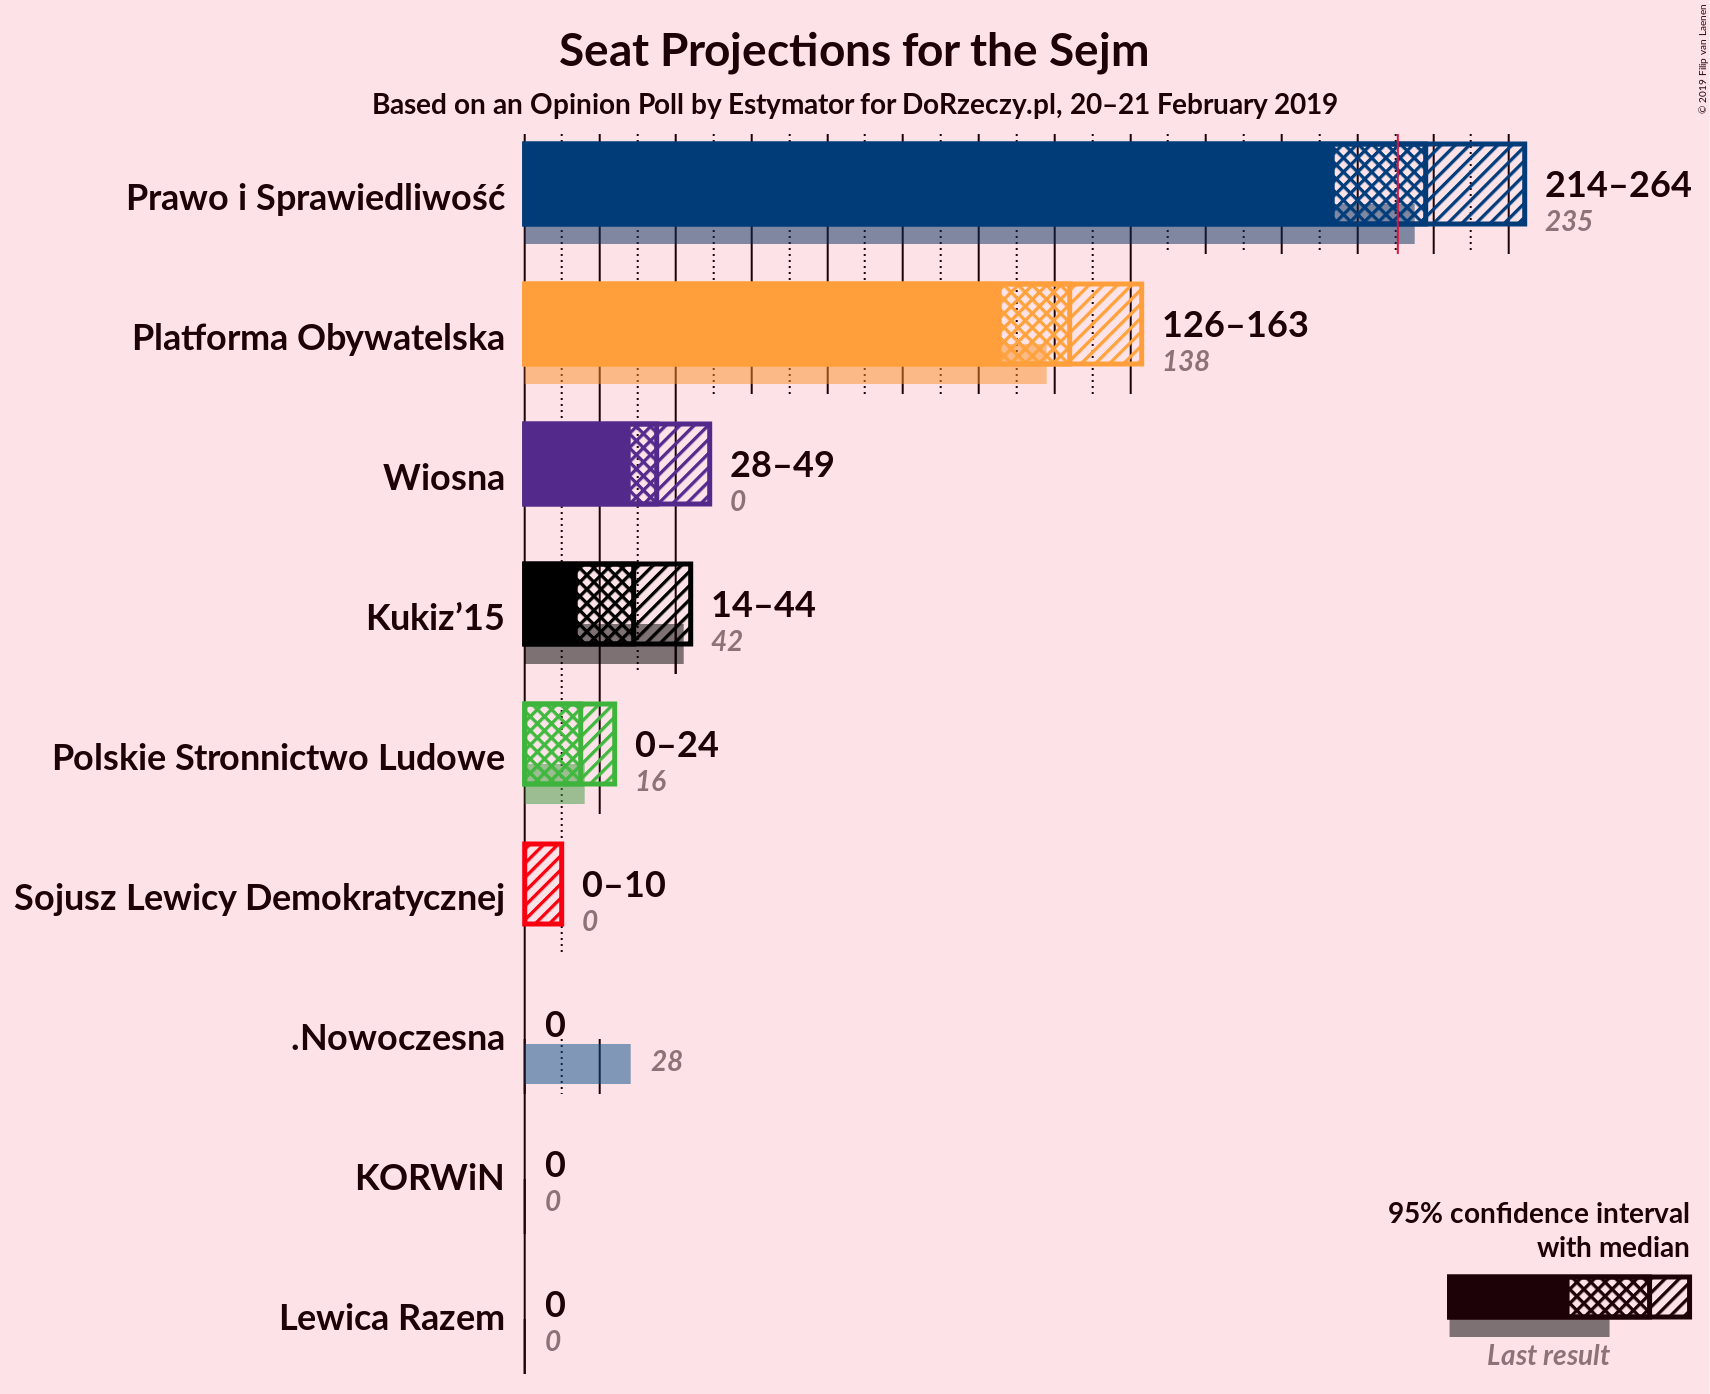 Seat Projections for the Sejm
Based on an Opinion Poll by Estymator for DoRzeczy.pl, 20–21 February 2019
© 2019 Filip van Laenen
Prawo i Sprawiedliwość
214–264
235
Platforma Obywatelska
126–163
138
Wiosna
28–49
0
Kukiz’15
14–44
42
Polskie Stronnictwo Ludowe
0–24
16
Sojusz Lewicy Demokratycznej
0–10
0
.Nowoczesna
0
28
KORWiN
0
0
Lewica Razem
0
0
95% confidence interval
with median
Last result